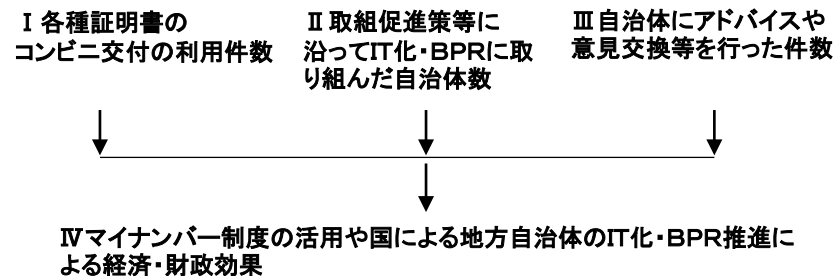 Ⅰ各種証明書の
コンビニ交付の利用件数
Ⅱ取組促進策等に
沿ってIT化・BPRに取
り組んだ自治体数
Ⅲ自治体にアドバイスや
意見交換等を行った件数
Ⅳマイナンバー制度の活用や国による地方自治体のIT化・BPR推進に
よる経済・財政効果